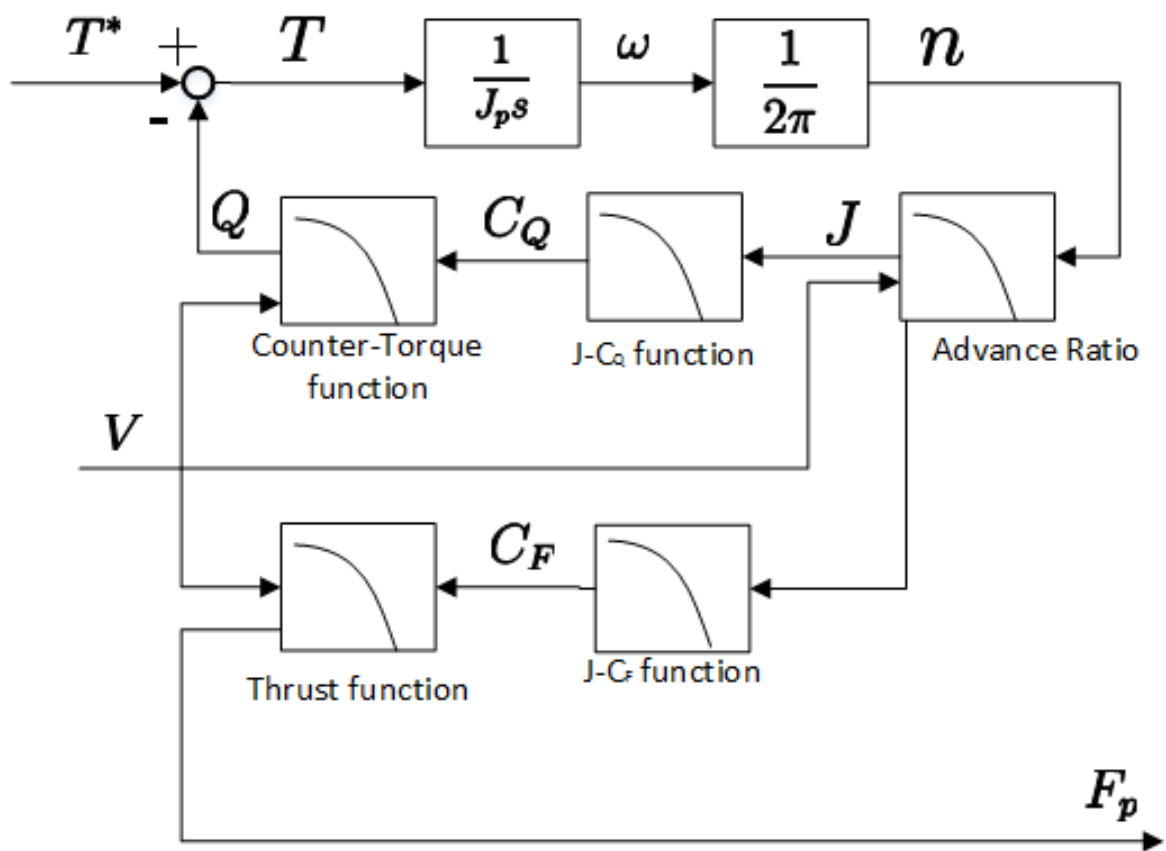 T* + T 1/(J_p s) ω 1/(2π) n
-
Q C_Q J
Counter-Torque
function
J-C_Q function
Advance Ratio
V
C_F
Thrust function
J-C_F function
F_p